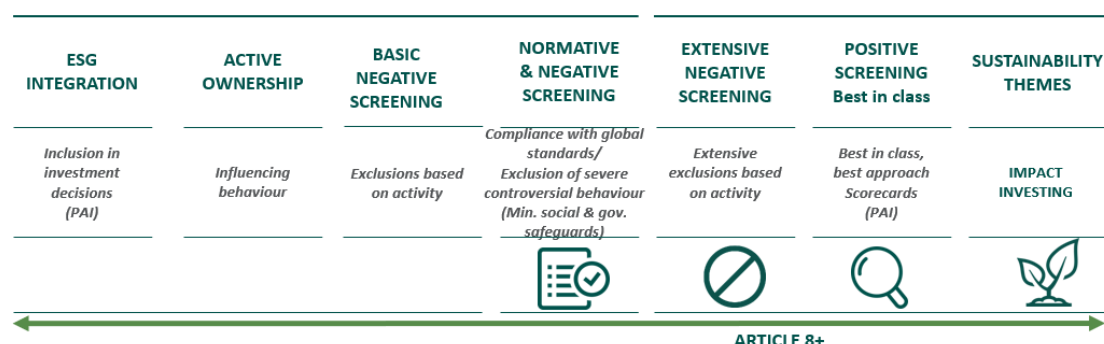 ESG
INTEGRATION
ACTIVE
OWNERSHIP
BASIC
NEGATIVE
SCREENING
NORMATIVE
& NEGATIVE
SCREENING
EXTENSIVE
NEGATIVE
SCREENING
POSITIVE
SCREENING
Best in class
SUSTAINABILITY
THEMES
Inclusion in
investment
decisions
(PAI)
Influencing
behaviour
Exclusions based
on activity
Compliance with global
standards/
Exclusion of severe
controversial behaviour
(Min. social & gov.
safeguards)
Extensive
exclusions based
on activity
Best in class,
best approach
Scorecards
(PAI)
IMPACT
INVESTING
ARTICLE 8+